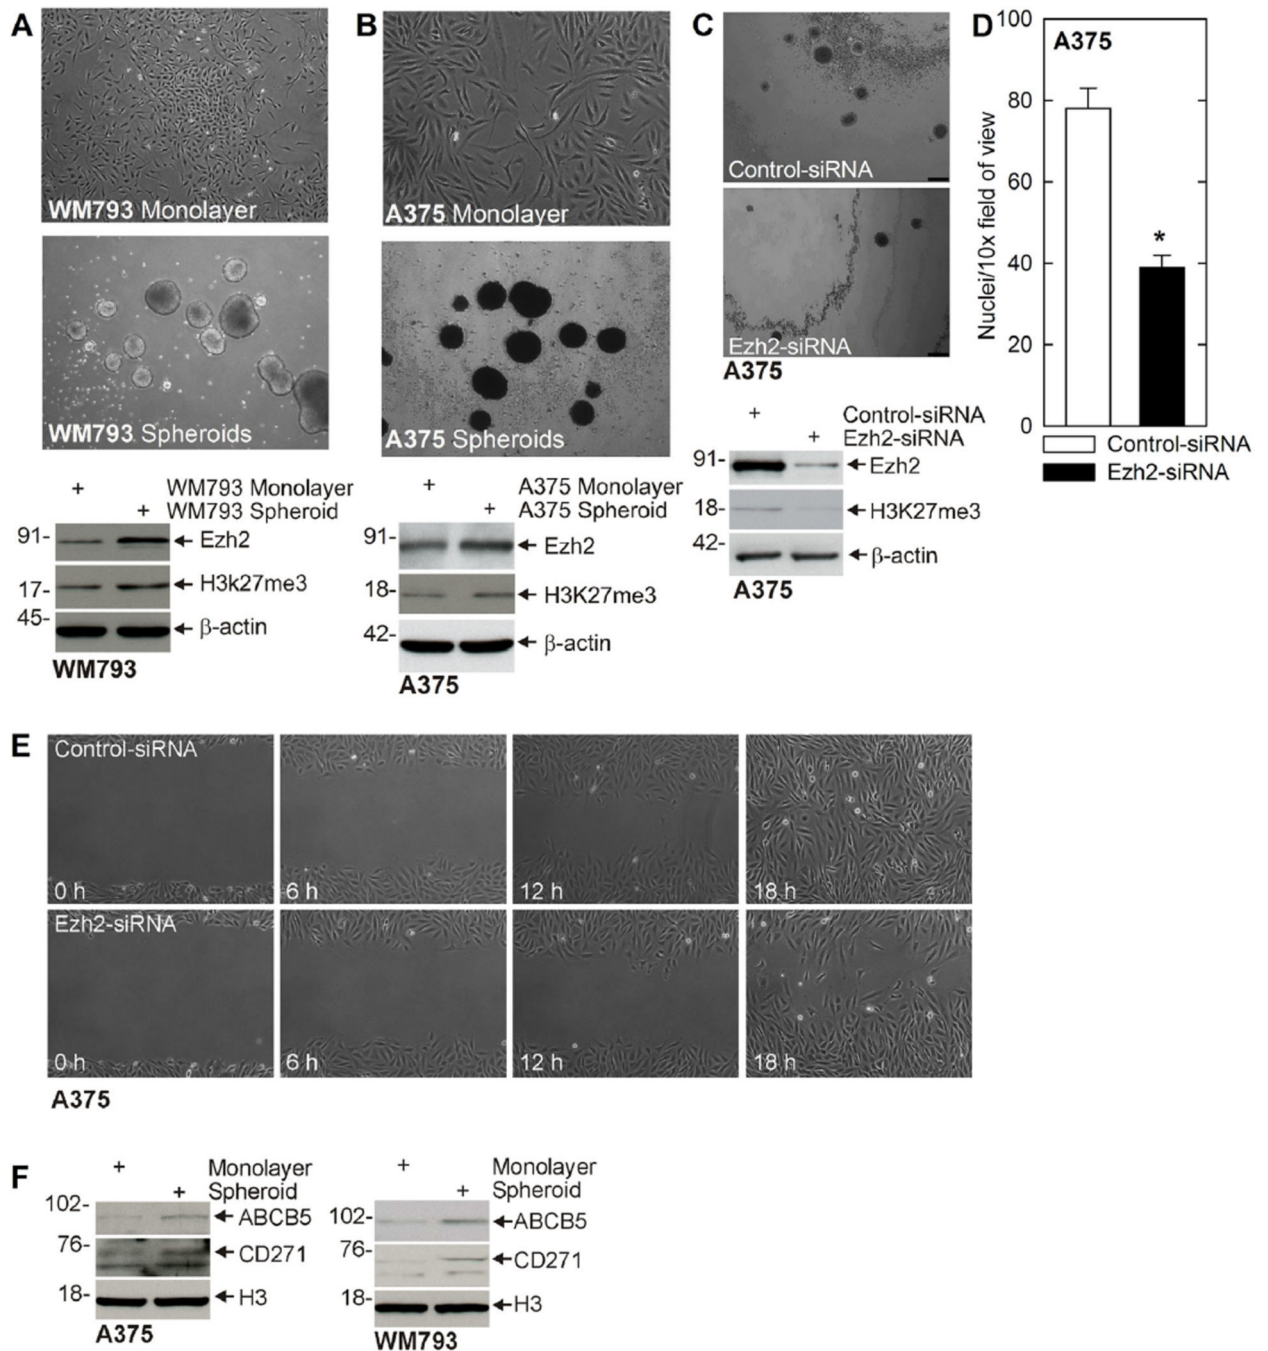 A
WM793 Monolayer
WM793 Spheroids
+ WM793 Monolayer
+ WM793 Spheroid
91- Ezh2
17- H3k27me3
45- β-actin
WM793
B
A375 Monolayer
A375 Spheroids
+ A375 Monolayer
+ A375 Spheroid
91- Ezh2
18- H3K27me3
42- β-actin
A375
C
Control-siRNA
Ezh2-siRNA
A375
+ Control-siRNA
+ Ezh2-siRNA
91- Ezh2
18- H3K27me3
42- β-actin
A375
D
A375
Nuclei/10x field of view
100
80
60
40
20
0
*
Control-siRNA
Ezh2-siRNA
E
Control-siRNA
0 h
6 h
12 h
18 h
Ezh2-siRNA
0 h
6 h
12 h
18 h
A375
F
+ Monolayer
+ Spheroid
102- ABCB5
76- CD271
18- H3
A375
+ Monolayer
+ Spheroid
102- ABCB5
76- CD271
18- H3
WM793